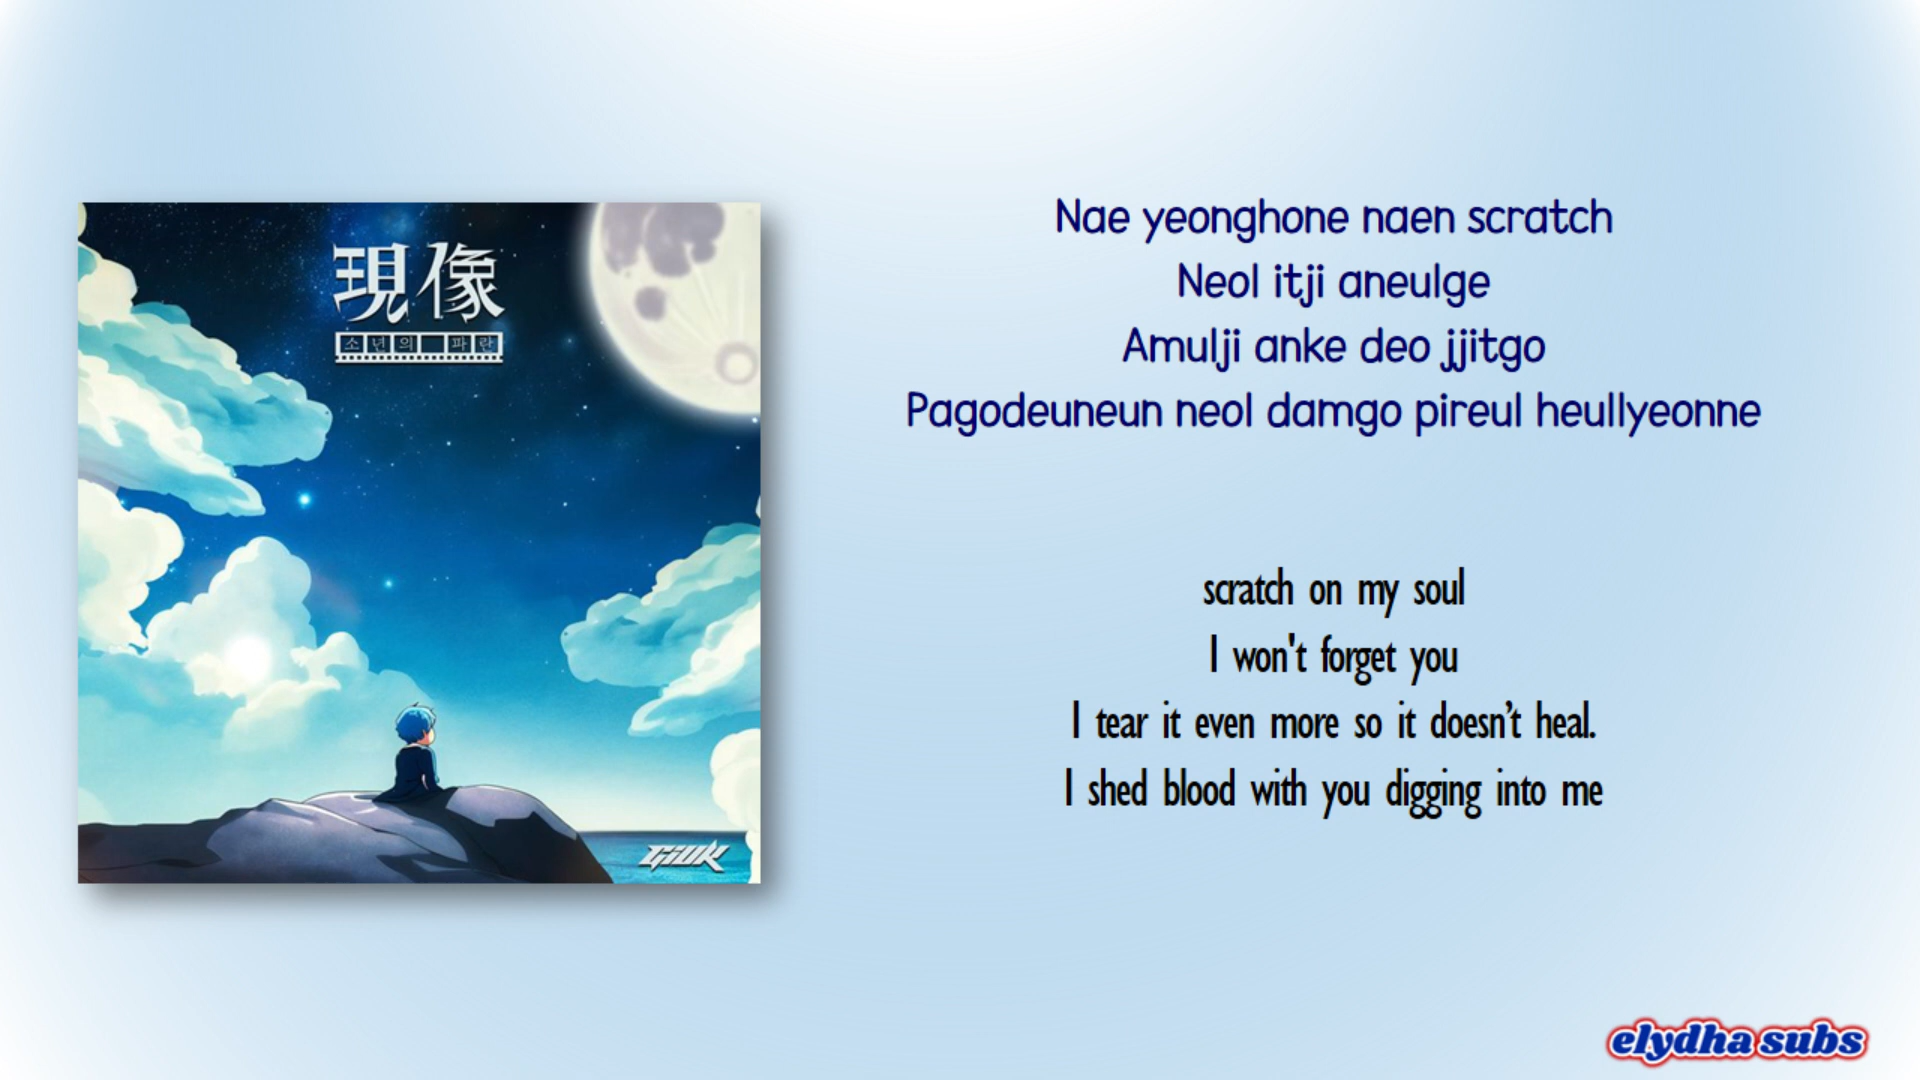 現像
소년의 파란
GIUK
Nae yeonghone naen scratch
Neol itji aneulge
Amulji anke deo jjitgo
Pagodeuneun neol damgo pireul heullyeonne
scratch on my soul
I won't forget you
I tear it even more so it doesn’t heal.
I shed blood with you digging into me
elydha subs